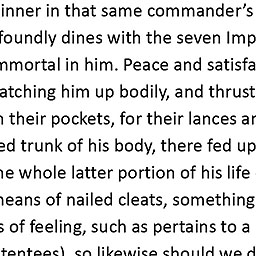 inner in that same commander’s
foundly dines with the seven Imp
mmortal in him. Peace and satisfa
atching him up bodily, and thrust
n their pockets, for their lances ar
ed trunk of his body, there fed up
he whole latter portion of his life
means of nailed cleats, something
s of feeling, such as pertains to a
tentees), so likewise should we d